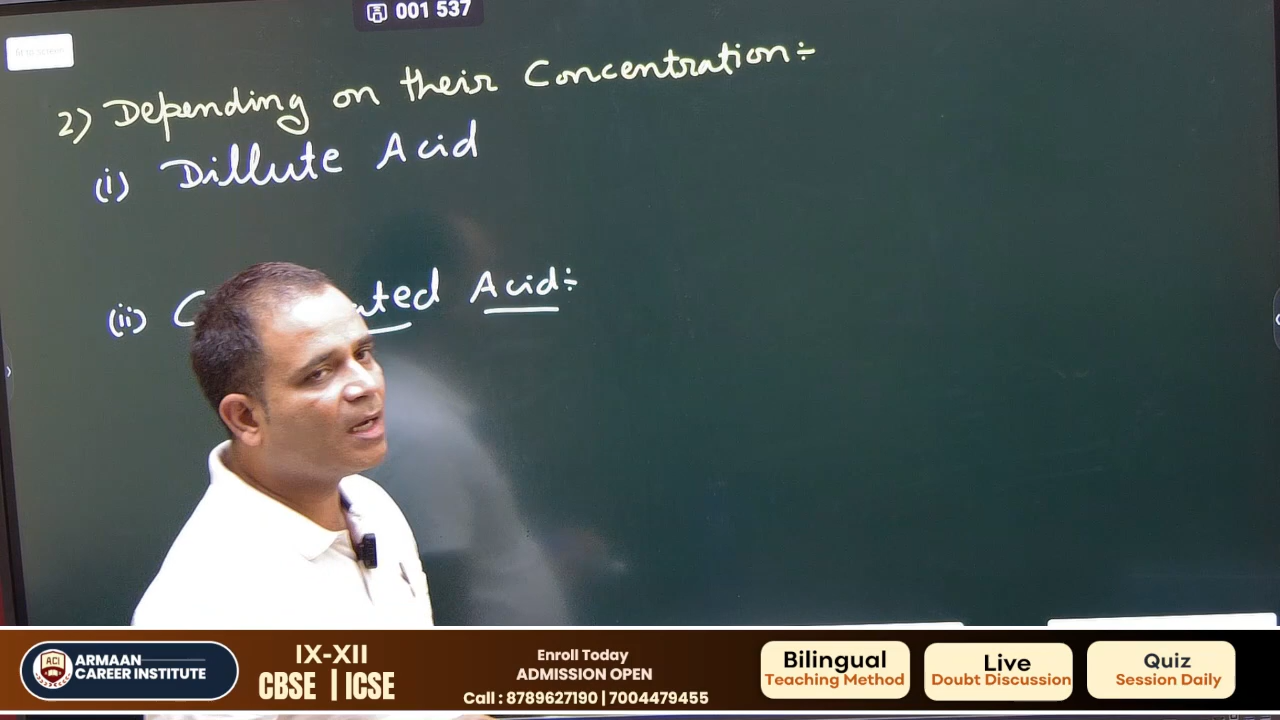 001 537
2) Depending on their Concentration:-
(i) Dillute Acid
(ii) Acid:-
ACI
ARMAAN
CAREER INSTITUTE
IX-XII
CBSE | ICSE
Enroll Today
ADMISSION OPEN
Call : 8789627190 | 7004479455
Bilingual
Teaching Method
Live
Doubt Discussion
Quiz
Session Daily